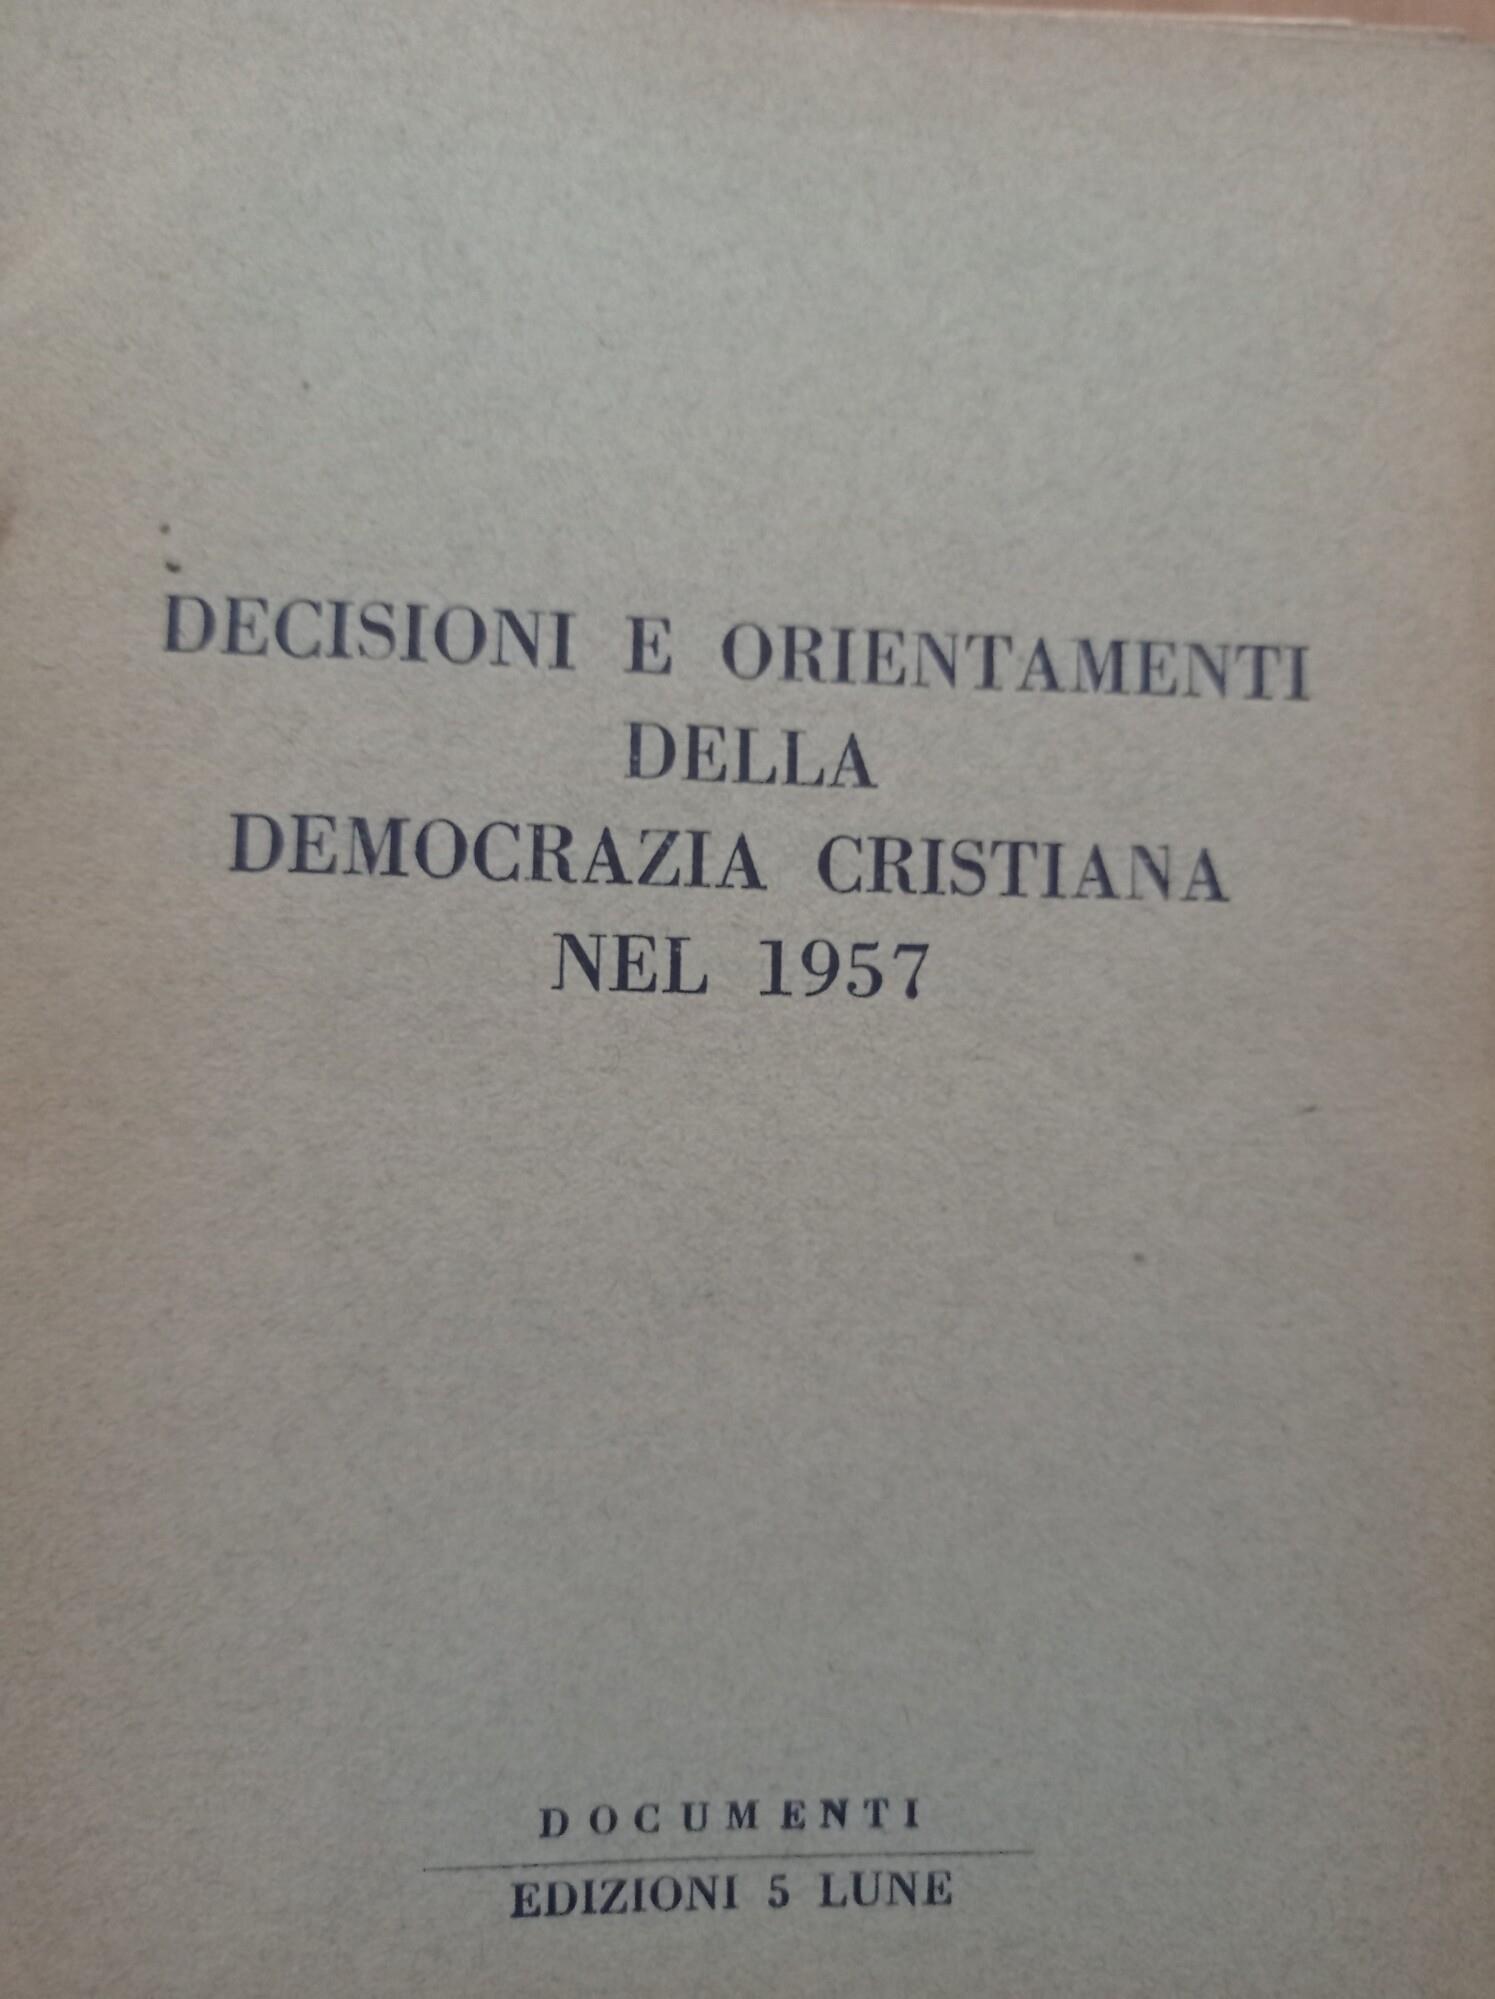 DECISIONI E ORIENTAMENTI
DELLA
DEMOCRAZIA CRISTIANA
NEL 1957
DOCUMENTI
EDIZIONI 5 LUNE